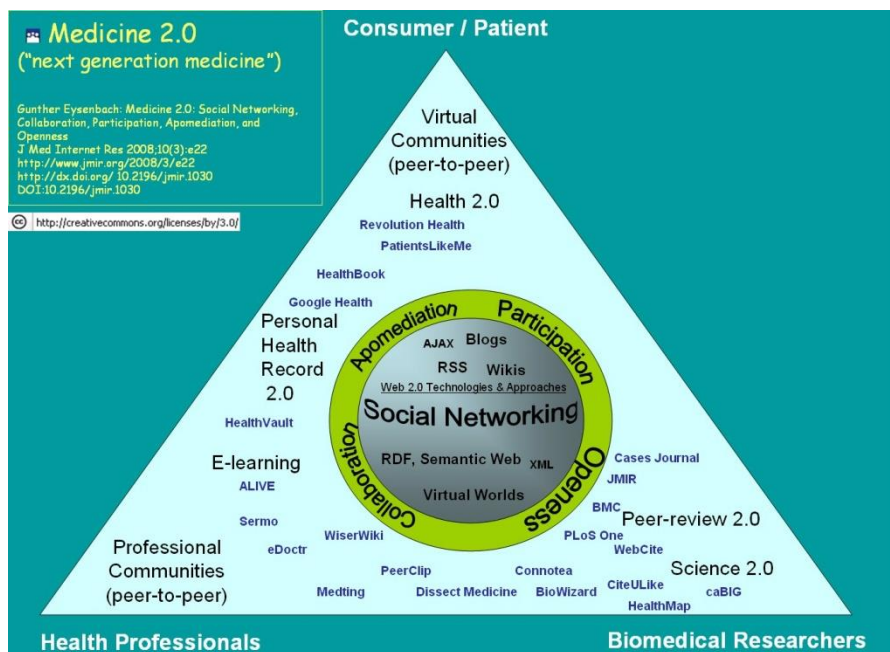 Medicine 2.0
("next generation medicine")
Gunther Eysenbach: Medicine 2.0: Social Networking,
Collaboration, Participation, Apomediation, and
Openness
J Med Internet Res 2008;10(3):e22
http://www.jmir.org/2008/3/e22
http://dx.doi.org/ 10.2196/jmir.1030
DOI:10.2196/jmir.1030
cc http://creativecommons.org/licenses/by/3.0/
Consumer / Patient
Virtual
Communities
(peer-to-peer)
Health 2.0
Revolution Health
PatientsLikeMe
HealthBook
Google Health
Personal
Health
Record
2.0
HealthVault
E-learning
ALIVE
Sermo
eDoctr
WiserWiki
Professional
Communities
(peer-to-peer)
Apomediation
Participation
Collaboration
Openess
AJAX
Blogs
RSS
Wikis
Web 2.0 Technologies & Approaches
Social Networking
RDF, Semantic Web
XML
Virtual Worlds
Cases Journal
JMIR
BMC
Peer-review 2.0
PLoS One
WebCite
Science 2.0
PeerClip
Connotea
Medting
Dissect Medicine
BioWizard
CiteULike
caBIG
HealthMap
Health Professionals
Biomedical Researchers